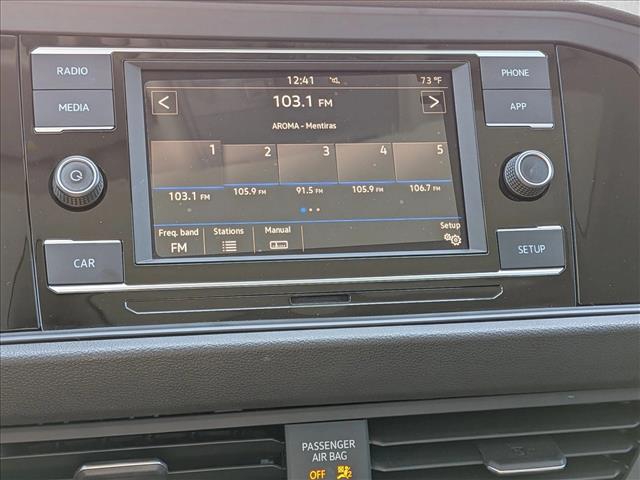 RADIO
MEDIA
CAR
PHONE
APP
SETUP
12:41 73 °F
< 103.1 FM >
AROMA - Mentiras
1 2 3 4 5
103.1 FM 105.9 FM 91.5 FM 105.9 FM 106.7 FM
Freq. band Stations Manual Setup
FM
PASSENGER
AIR BAG
OFF